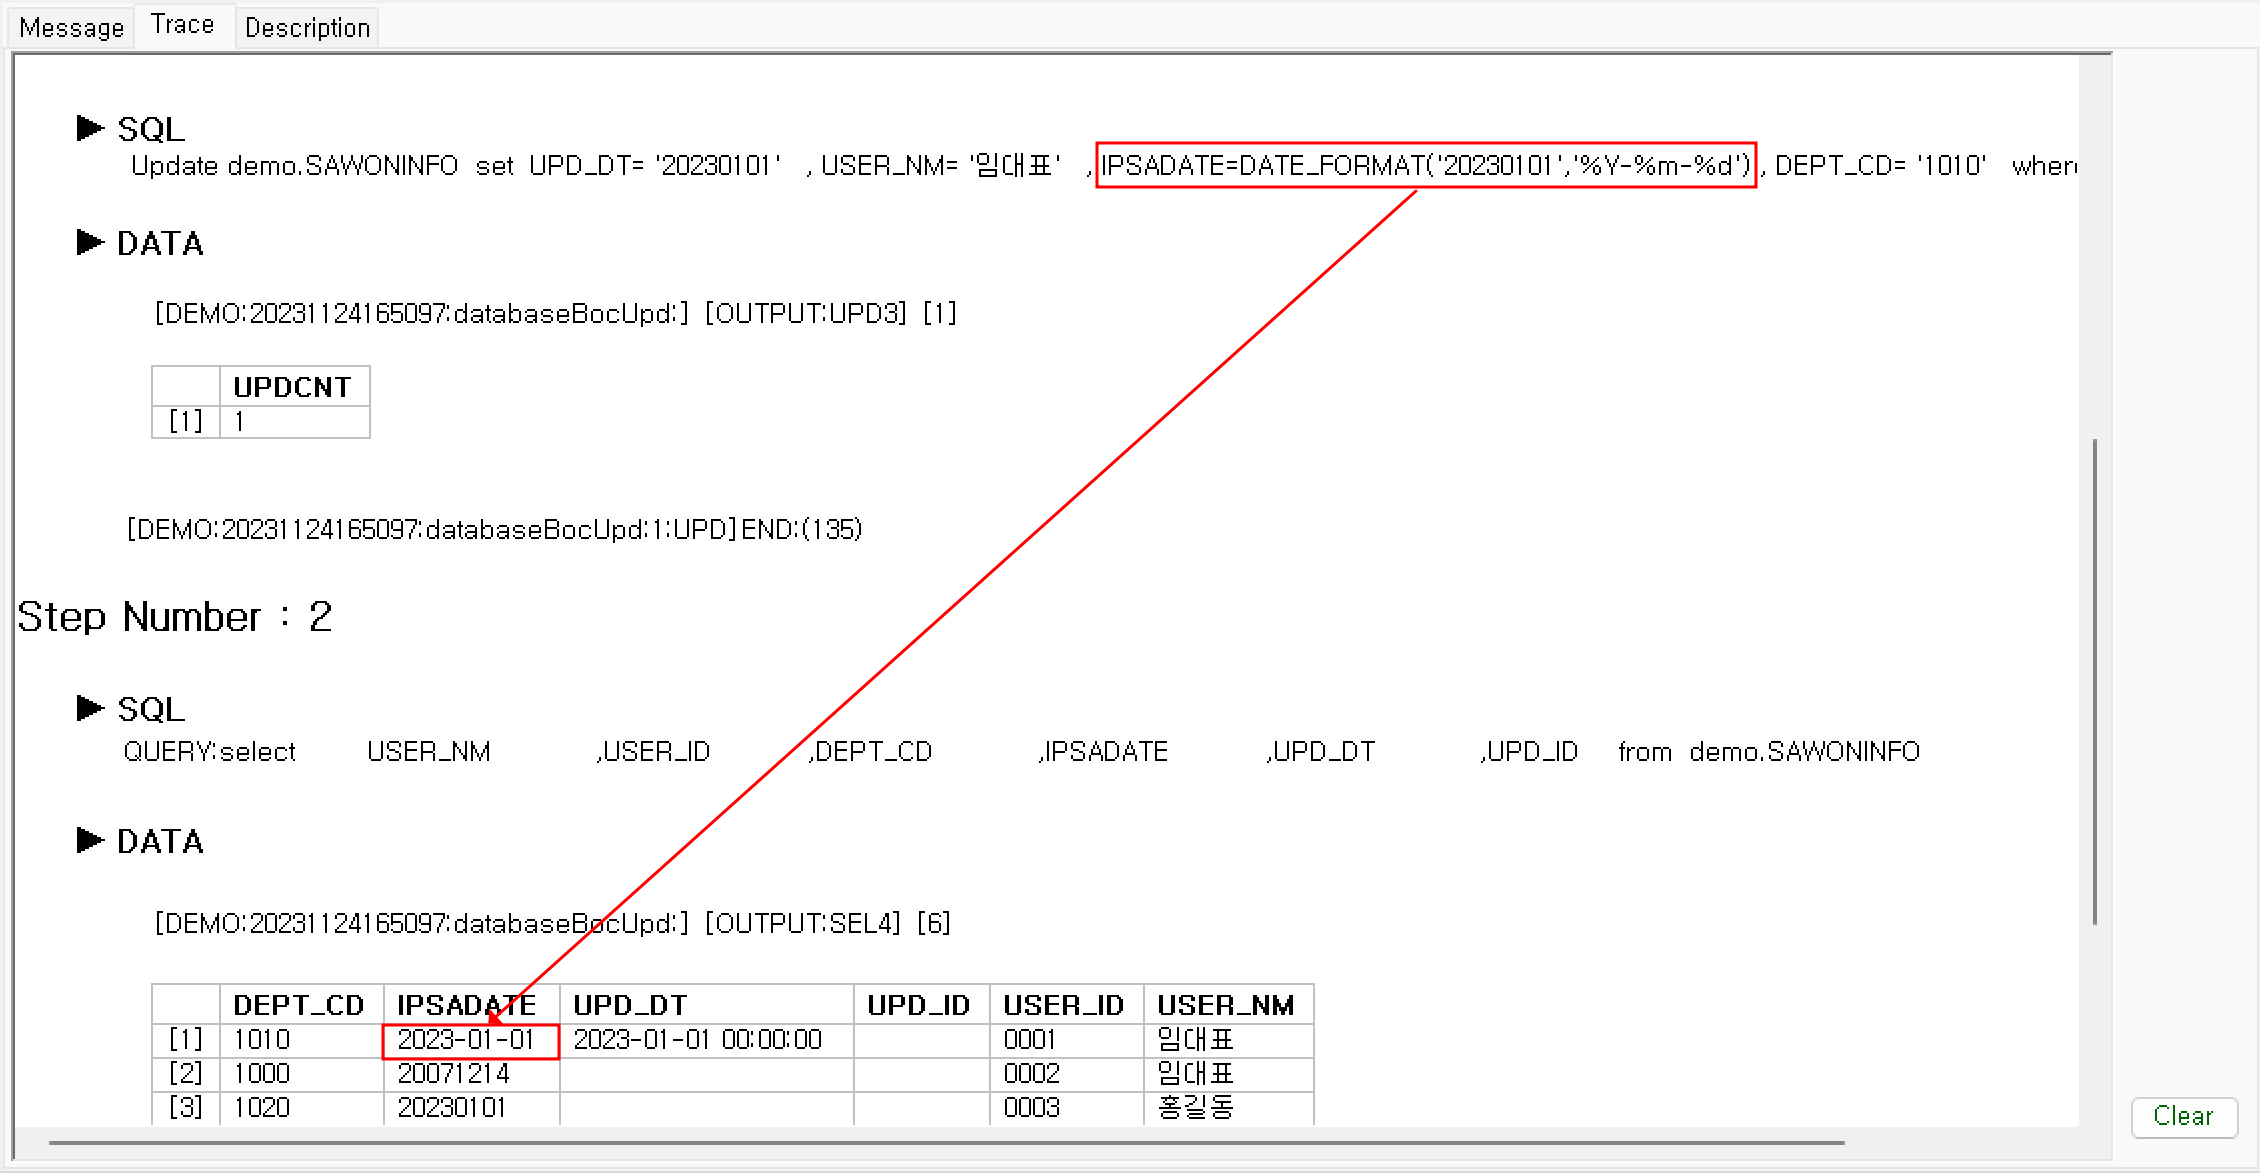 Message Trace Description
▶ SQL
Update demo.SAWONINFO set UPD_DT= '20230101' , USER_NM= '임대표' , IPSADATE=DATE_FORMAT('20230101','%Y-%m-%d') , DEPT_CD= '1010' where
▶ DATA
[DEMO:20231124165097:databaseBocUpd:] [OUTPUT:UPD3] [1]
UPDCNT
[1] 1
[DEMO:20231124165097:databaseBocUpd:1:UPD]END:(135)
Step Number : 2
▶ SQL
QUERY:select USER_NM ,USER_ID ,DEPT_CD ,IPSADATE ,UPD_DT ,UPD_ID from demo.SAWONINFO
▶ DATA
[DEMO:20231124165097:databaseBocUpd:] [OUTPUT:SEL4] [6]
DEPT_CD IPSADATE UPD_DT UPD_ID USER_ID USER_NM
[1] 1010 2023-01-01 2023-01-01 00:00:00 0001 임대표
[2] 1000 20071214 0002 임대표
[3] 1020 20230101 0003 홍길동
Clear